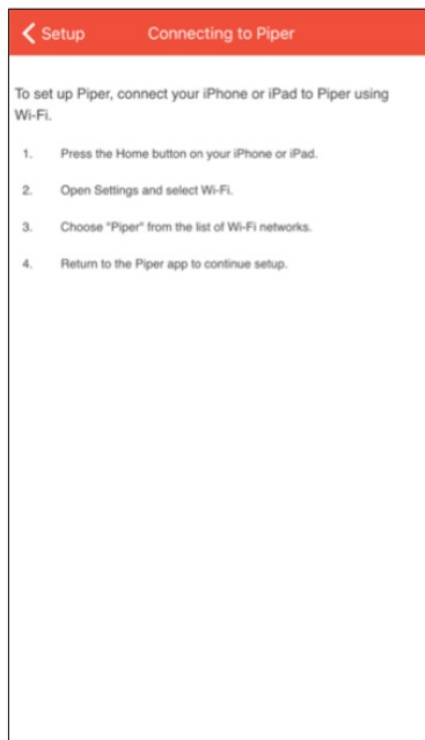 Setup
Connecting to Piper
To set up Piper, connect your iPhone or iPad to Piper using
Wi-Fi.
1. Press the Home button on your iPhone or iPad.
2. Open Settings and select Wi-Fi.
3. Choose "Piper" from the list of Wi-Fi networks.
4. Return to the Piper app to continue setup.